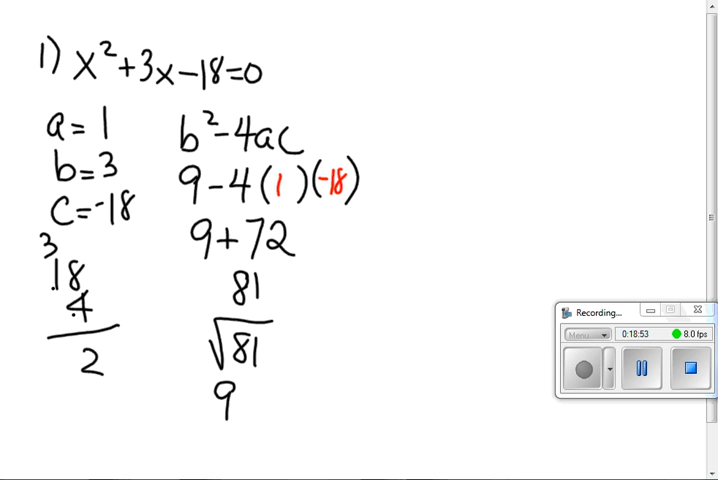 1) x²+3x-18=0
a=1
b=3
c=-18
3
18
4
2
b²-4ac
9-4(1)(-18)
9+72
81
√81
9
Recording...
Menu
0:18:53
8.0 fps